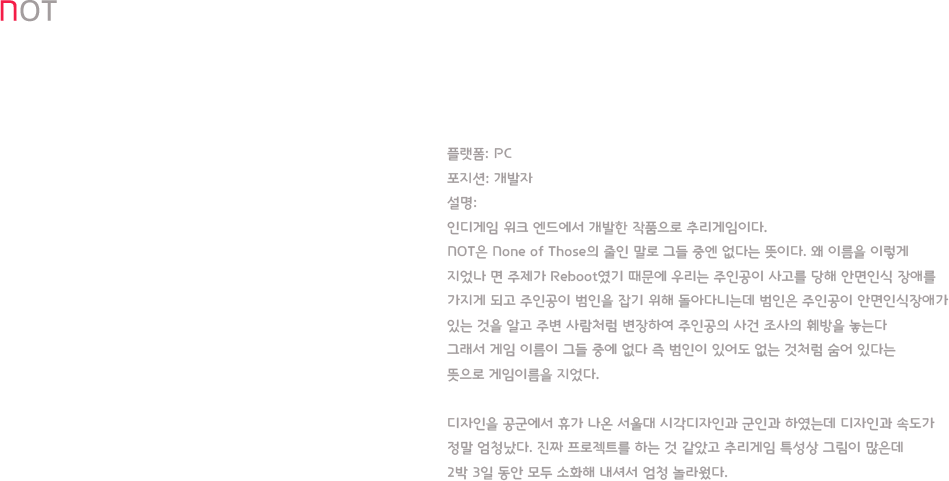 NOT
플랫폼: PC
포지션: 개발자
설명:
인디게임 위크 엔드에서 개발한 작품으로 추리게임이다.
NOT은 None of Those의 줄인 말로 그들 중엔 없다는 뜻이다. 왜 이름을 이렇게
지었나 면 주제가 Reboot였기 때문에 우리는 주인공이 사고를 당해 안면인식 장애를
가지게 되고 주인공이 범인을 잡기 위해 돌아다니는데 범인은 주인공이 안면인식장애가
있는 것을 알고 주변 사람처럼 변장하여 주인공의 사건 조사의 훼방을 놓는다
그래서 게임 이름이 그들 중에 없다 즉 범인이 있어도 없는 것처럼 숨어 있다는
뜻으로 게임이름을 지었다.
디자인을 공군에서 휴가 나온 서울대 시각디자인과 군인과 하였는데 디자인과 속도가
정말 엄청났다. 진짜 프로젝트를 하는 것 같았고 추리게임 특성상 그림이 많은데
2박 3일 동안 모두 소화해 내셔서 엄청 놀라웠다.